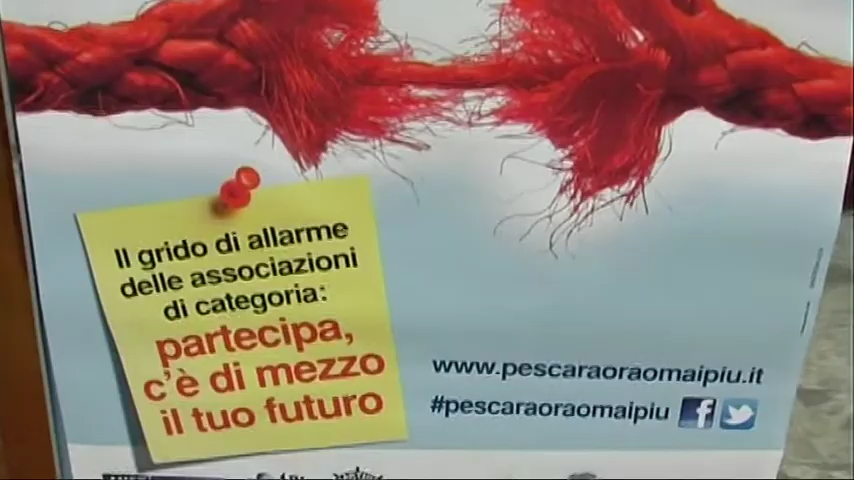 Il grido di allarme
delle associazioni
di categoria:
partecipa,
c'è di mezzo
il tuo futuro
www.pescaraoraomaipiu.it
#pescaraoraomaipiu